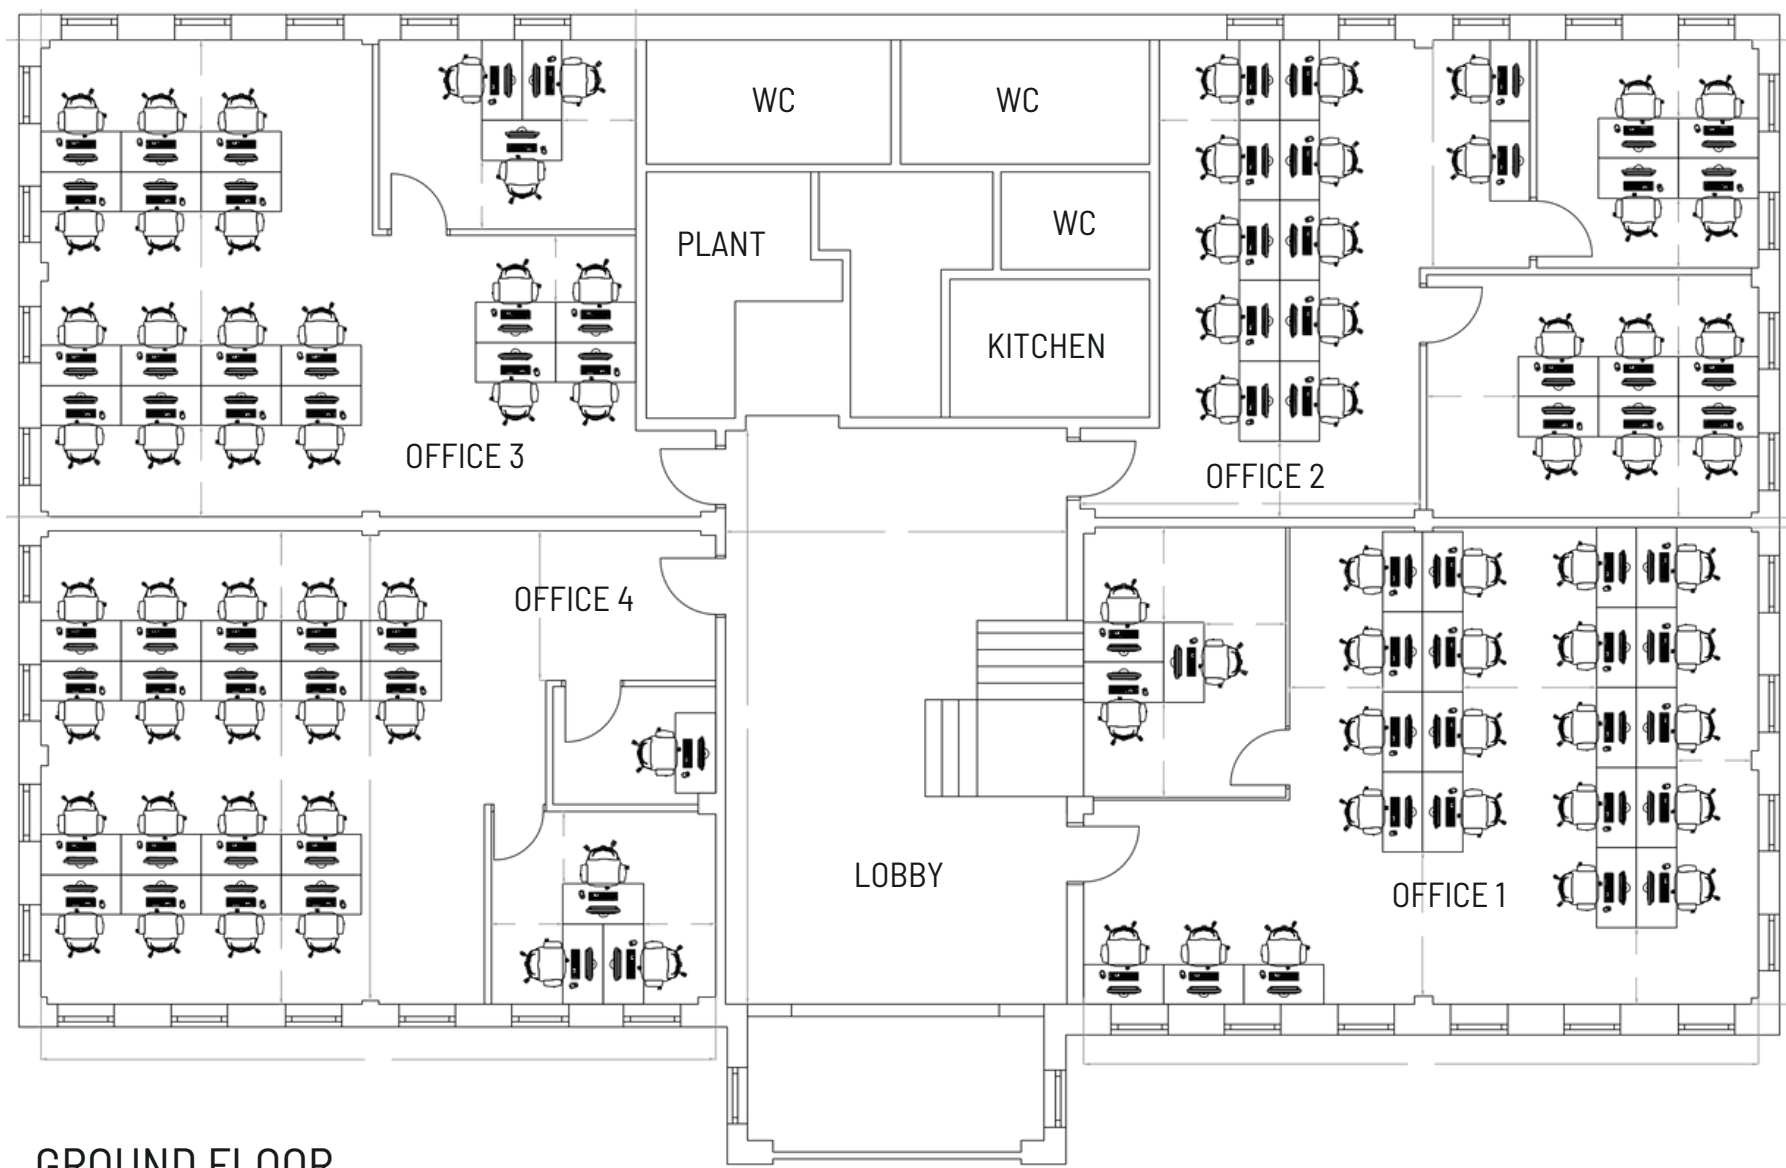 WC
WC
WC
PLANT
KITCHEN
OFFICE 3
OFFICE 2
OFFICE 4
LOBBY
OFFICE 1
GROUND FLOOR